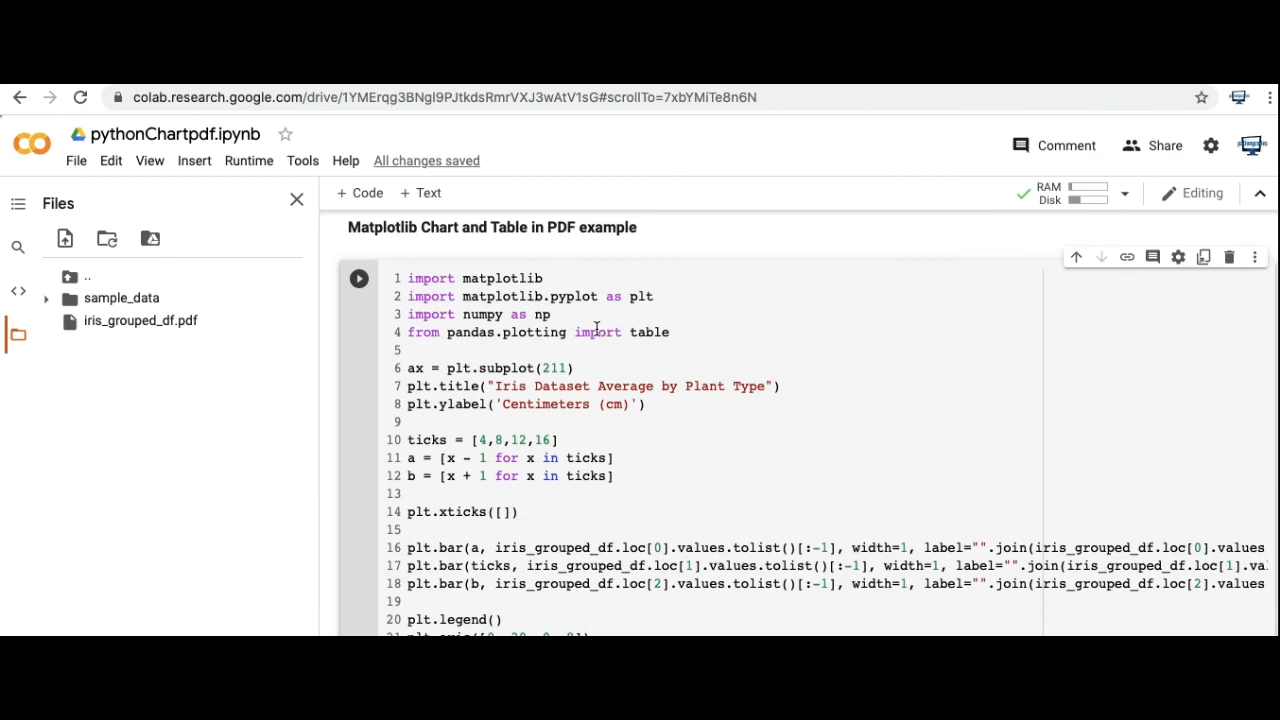 colab.research.google.com/drive/1YMErqg3BNgI9PJtkdsRmrVXJ3wAtV1sG#scrollTo=7xbYMiTe8n6N
pythonChartpdf.ipynb
File Edit View Insert Runtime Tools Help All changes saved
Comment Share
Files
+ Code + Text
RAM
Disk
Editing
Matplotlib Chart and Table in PDF example
..
sample_data
iris_grouped_df.pdf
1 import matplotlib
2 import matplotlib.pyplot as plt
3 import numpy as np
4 from pandas.plotting import table
5
6 ax = plt.subplot(211)
7 plt.title("Iris Dataset Average by Plant Type")
8 plt.ylabel('Centimeters (cm)')
9
10 ticks = [4,8,12,16]
11 a = [x - 1 for x in ticks]
12 b = [x + 1 for x in ticks]
13
14 plt.xticks([])
15
16 plt.bar(a, iris_grouped_df.loc[0].values.tolist()[:-1], width=1, label="".join(iris_grouped_df.loc[0].values
17 plt.bar(ticks, iris_grouped_df.loc[1].values.tolist()[:-1], width=1, label="".join(iris_grouped_df.loc[1].val
18 plt.bar(b, iris_grouped_df.loc[2].values.tolist()[:-1], width=1, label="".join(iris_grouped_df.loc[2].values
19
20 plt.legend()